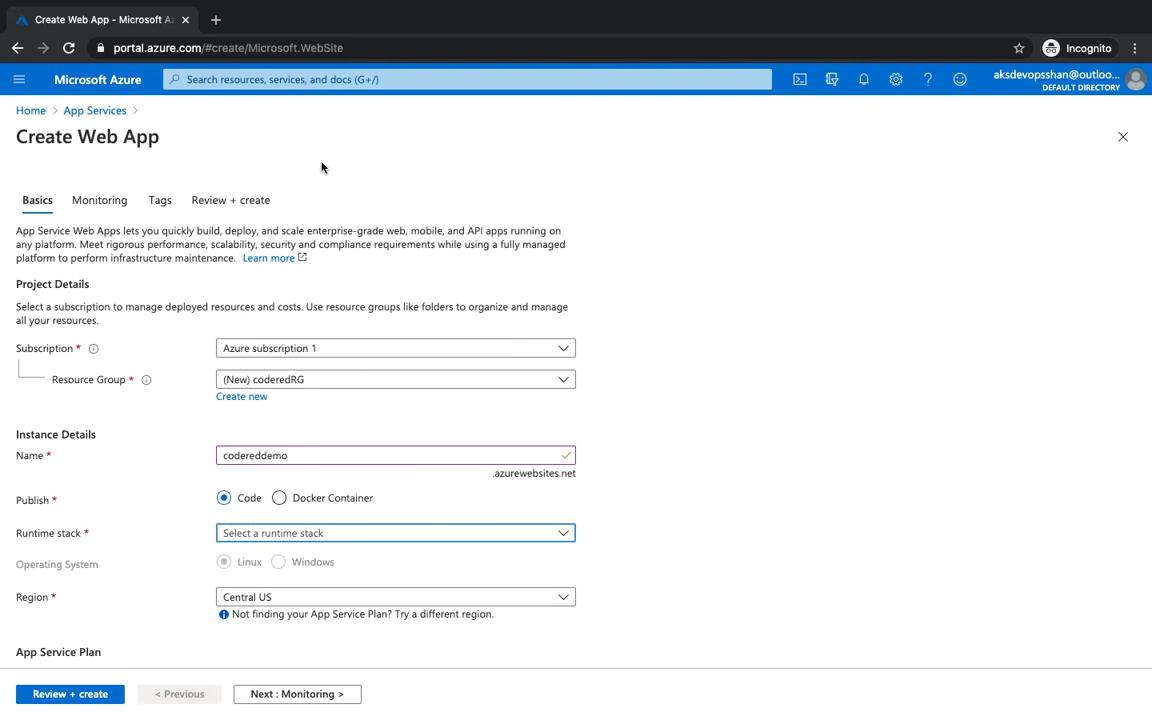 Create Web App - Microsoft Az
portal.azure.com/#create/Microsoft.WebSite
Incognito
Microsoft Azure
Search resources, services, and docs (G+/)
aksdevopsshan@outloo...
DEFAULT DIRECTORY
Home > App Services >
Create Web App
Basics Monitoring Tags Review + create
App Service Web Apps lets you quickly build, deploy, and scale enterprise-grade web, mobile, and API apps running on
any platform. Meet rigorous performance, scalability, security and compliance requirements while using a fully managed
platform to perform infrastructure maintenance. Learn more
Project Details
Select a subscription to manage deployed resources and costs. Use resource groups like folders to organize and manage
all your resources.
Subscription * Azure subscription 1
Resource Group * (New) coderedRG
Create new
Instance Details
Name * codereddemo
.azurewebsites.net
Publish * Code Docker Container
Runtime stack * Select a runtime stack
Operating System Linux Windows
Region * Central US
Not finding your App Service Plan? Try a different region.
App Service Plan
Review + create < Previous Next : Monitoring >